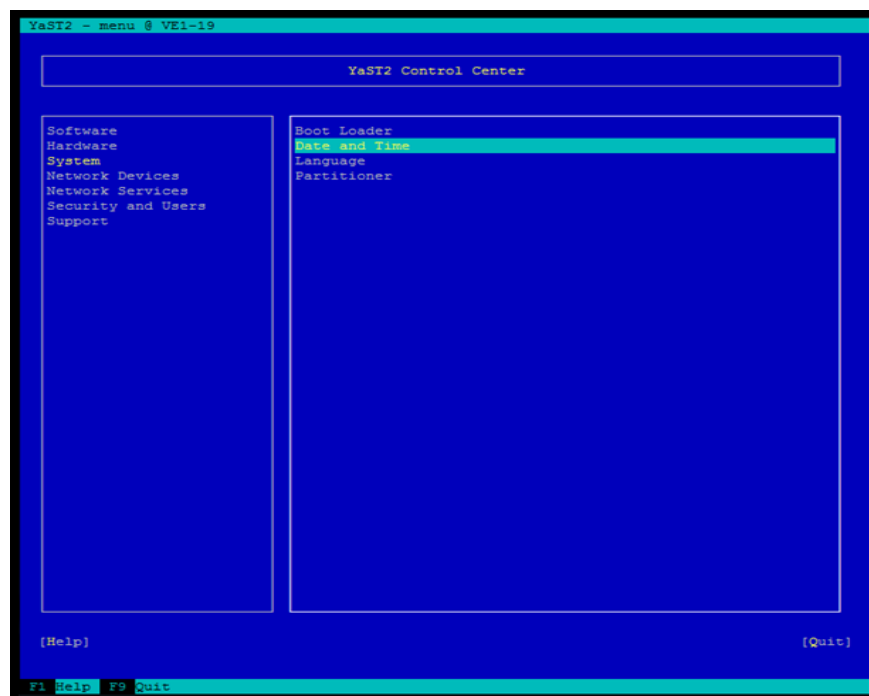 YaST2 - menu @ VE1-19
YaST2 Control Center
Software
Hardware
System
Network Devices
Network Services
Security and Users
Support
Boot Loader
Date and Time
Language
Partitioner
[Help] [Quit]
F1 Help F9 Quit